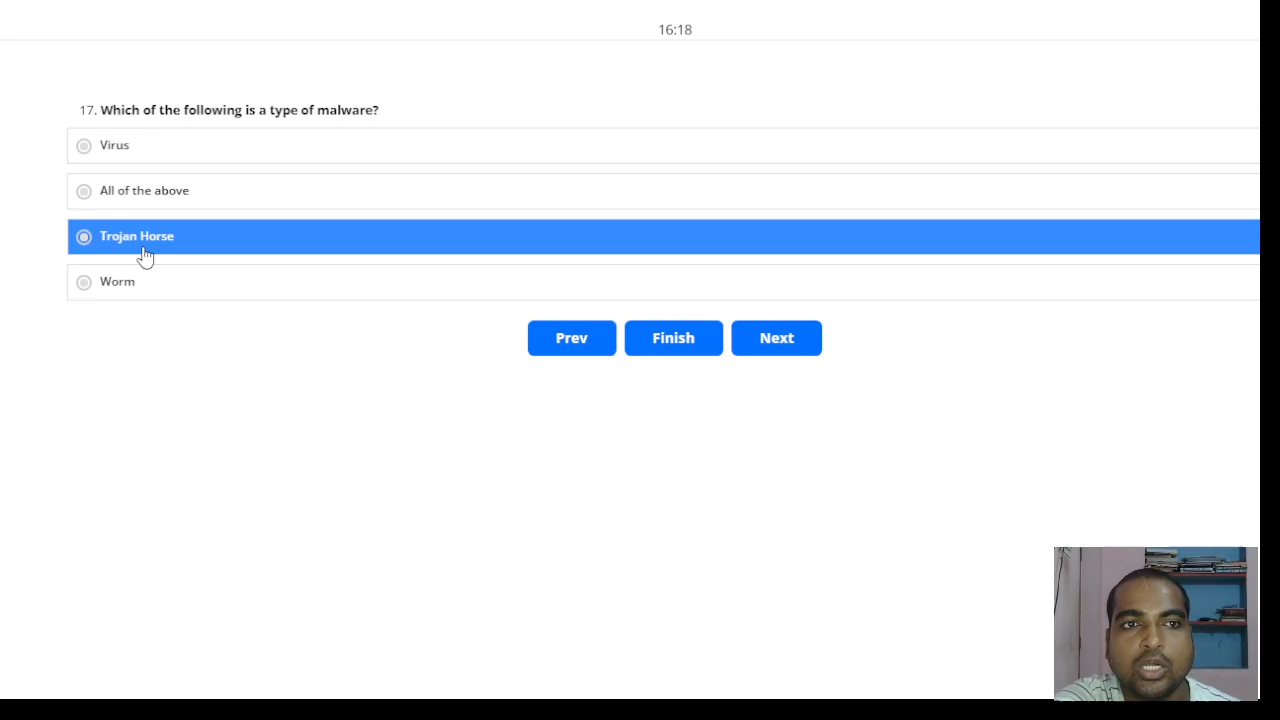 16:18
17. Which of the following is a type of malware?
Virus
All of the above
Trojan Horse
Worm
Prev Finish Next